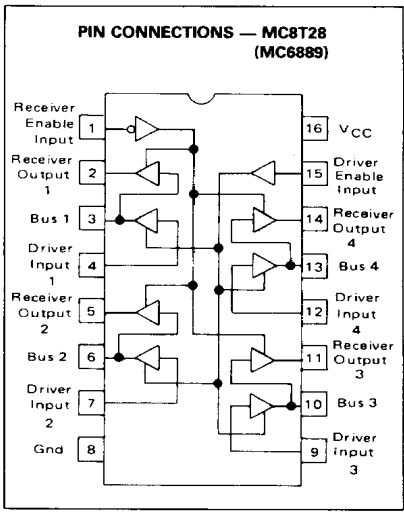 PIN CONNECTIONS — MC8T28
(MC6889)
Receiver
Enable
Input
1
Receiver
Output
1
2
Bus 1
3
Driver
Input
1
4
Receiver
Output
2
5
Bus 2
6
Driver
Input
2
7
Gnd
8
16
VCC
15
Driver
Enable
Input
14
Receiver
Output
4
13
Bus 4
12
Driver
Input
4
11
Receiver
Output
3
10
Bus 3
9
Driver
Input
3